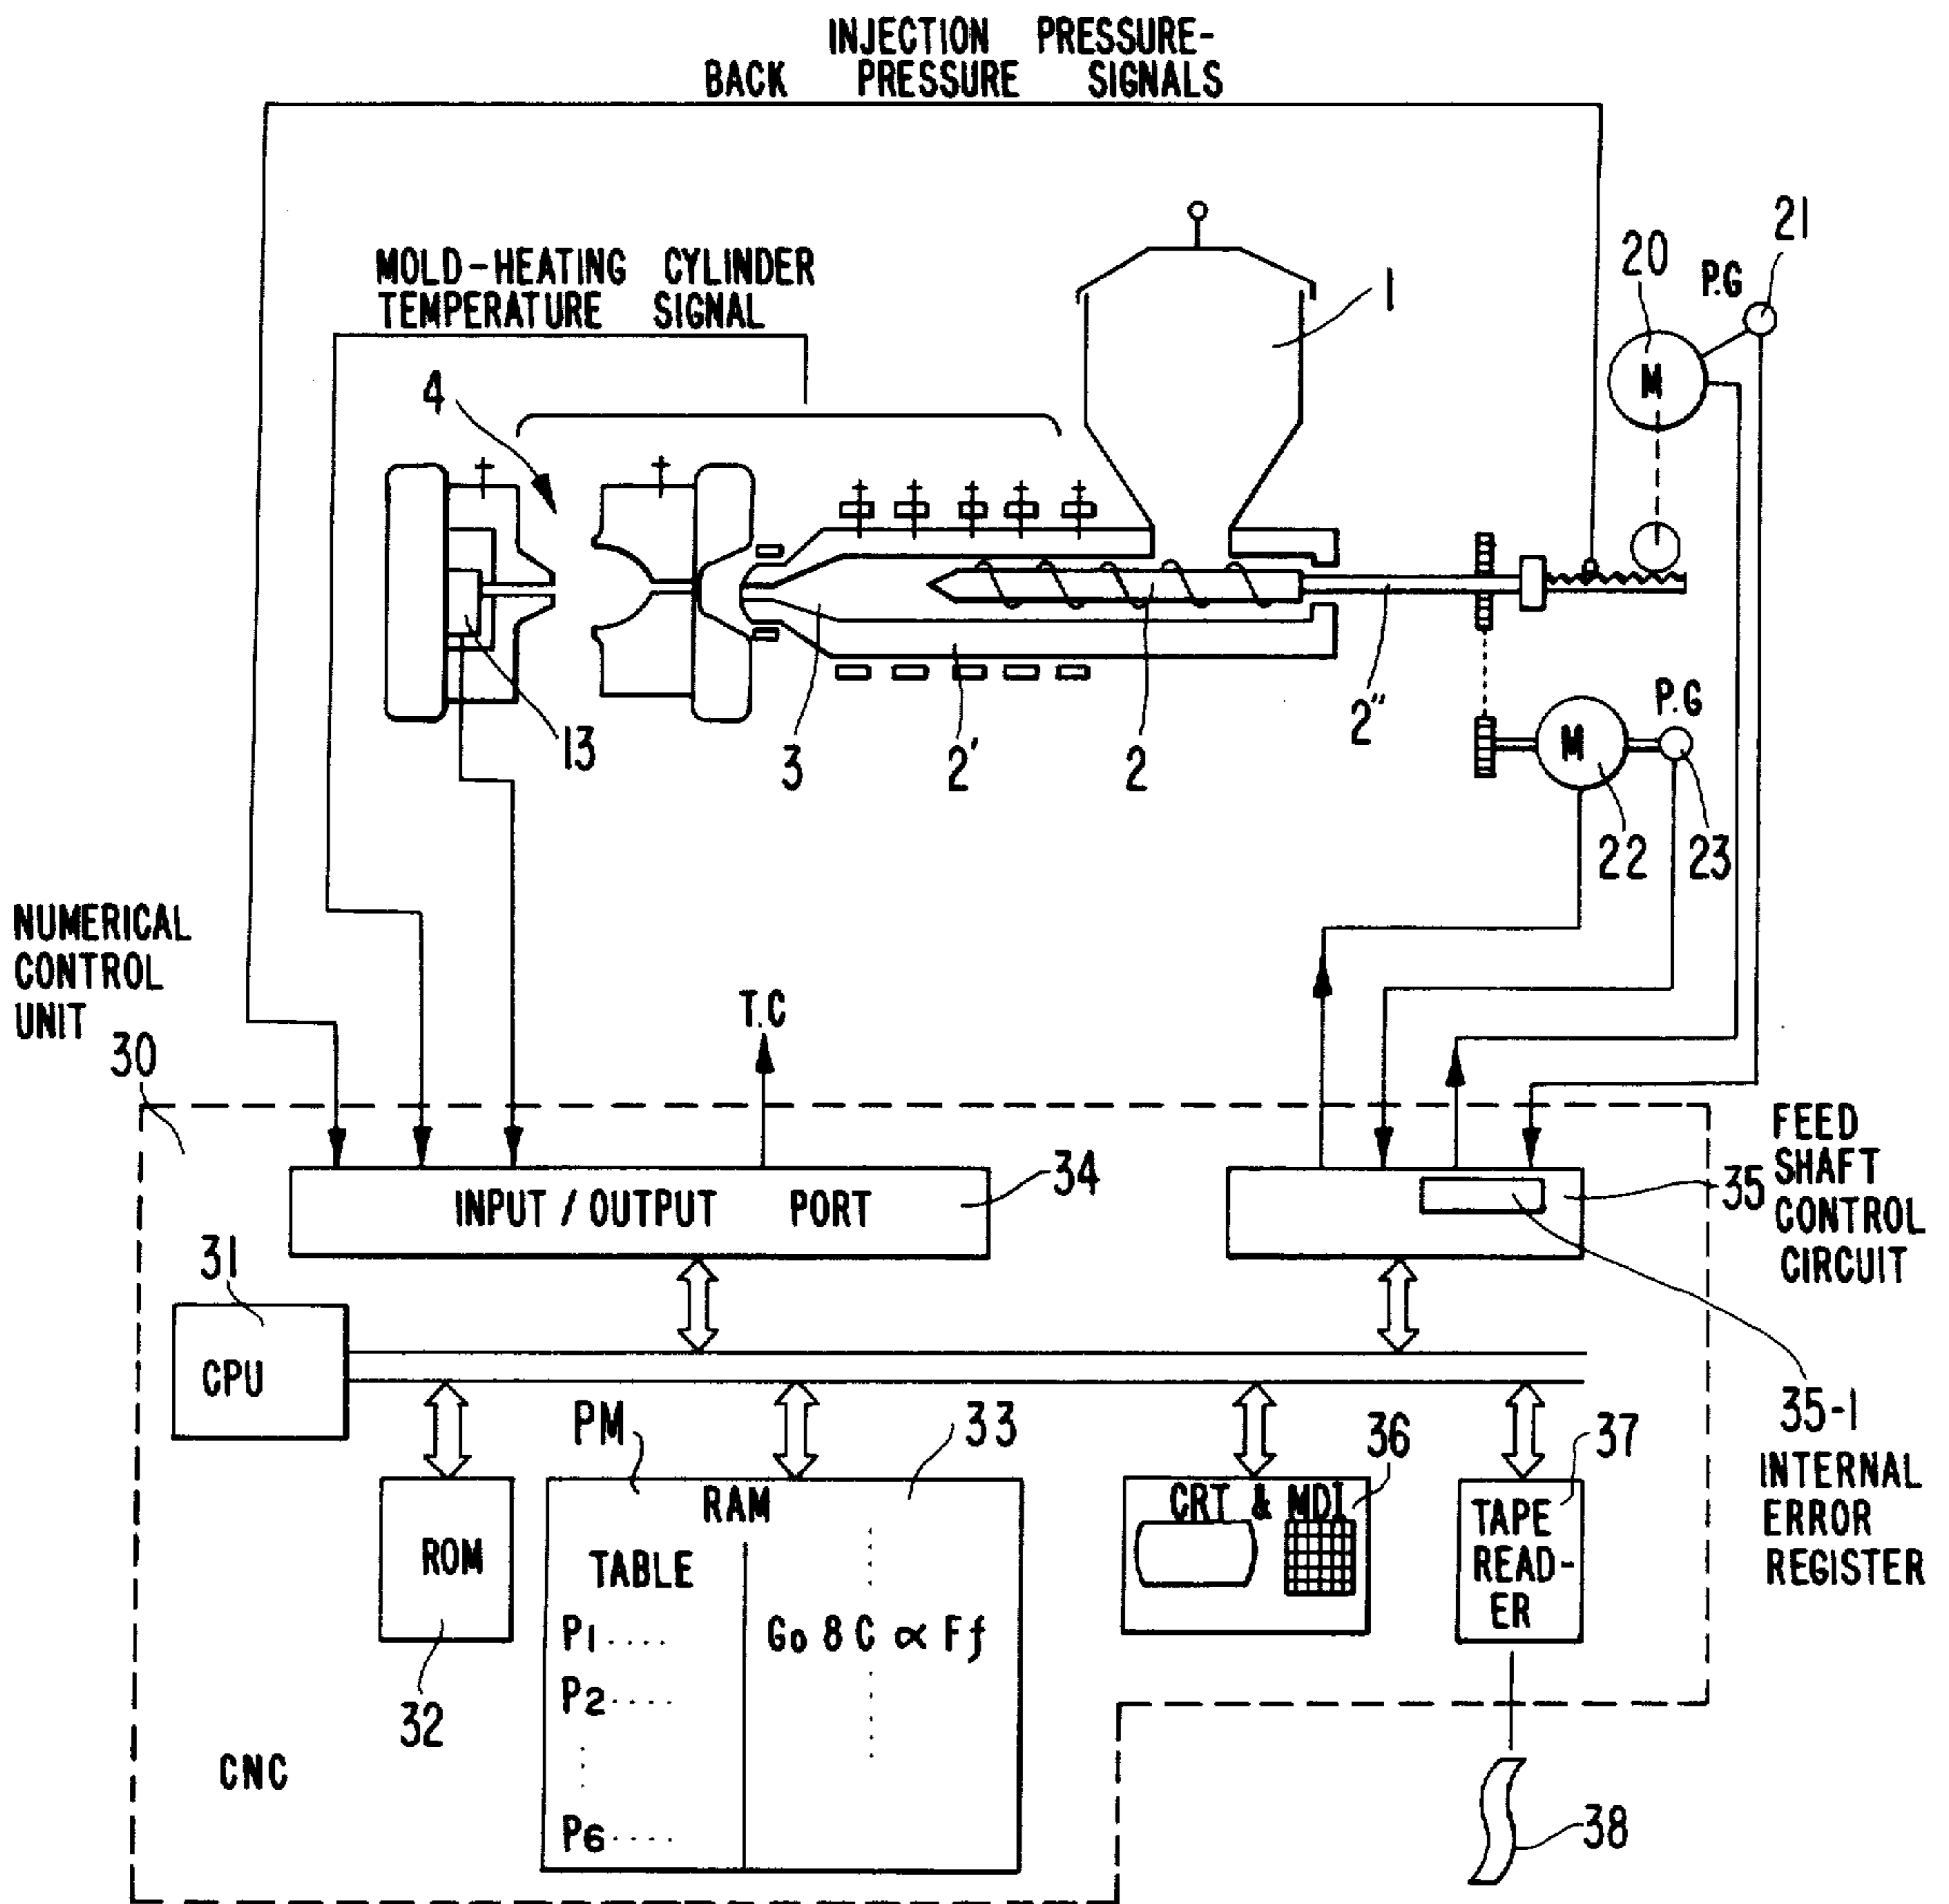 INJECTION PRESSURE-
BACK PRESSURE SIGNALS
MOLD-HEATING CYLINDER
TEMPERATURE SIGNAL
4
1
20
P.G
21
M
13
3
2'
2
2"
P.G
M
22
23
NUMERICAL
CONTROL
UNIT
30
T.C
INPUT / OUTPUT PORT
34
35
FEED
SHAFT
CONTROL
CIRCUIT
31
CPU
35-1
INTERNAL
ERROR
REGISTER
PM
33
36
37
ROM
32
RAM
TABLE
P1....
P2....
P6....
Go 8 C ∝ F f
CRT & MDI
TAPE
READ-
ER
CNC
38